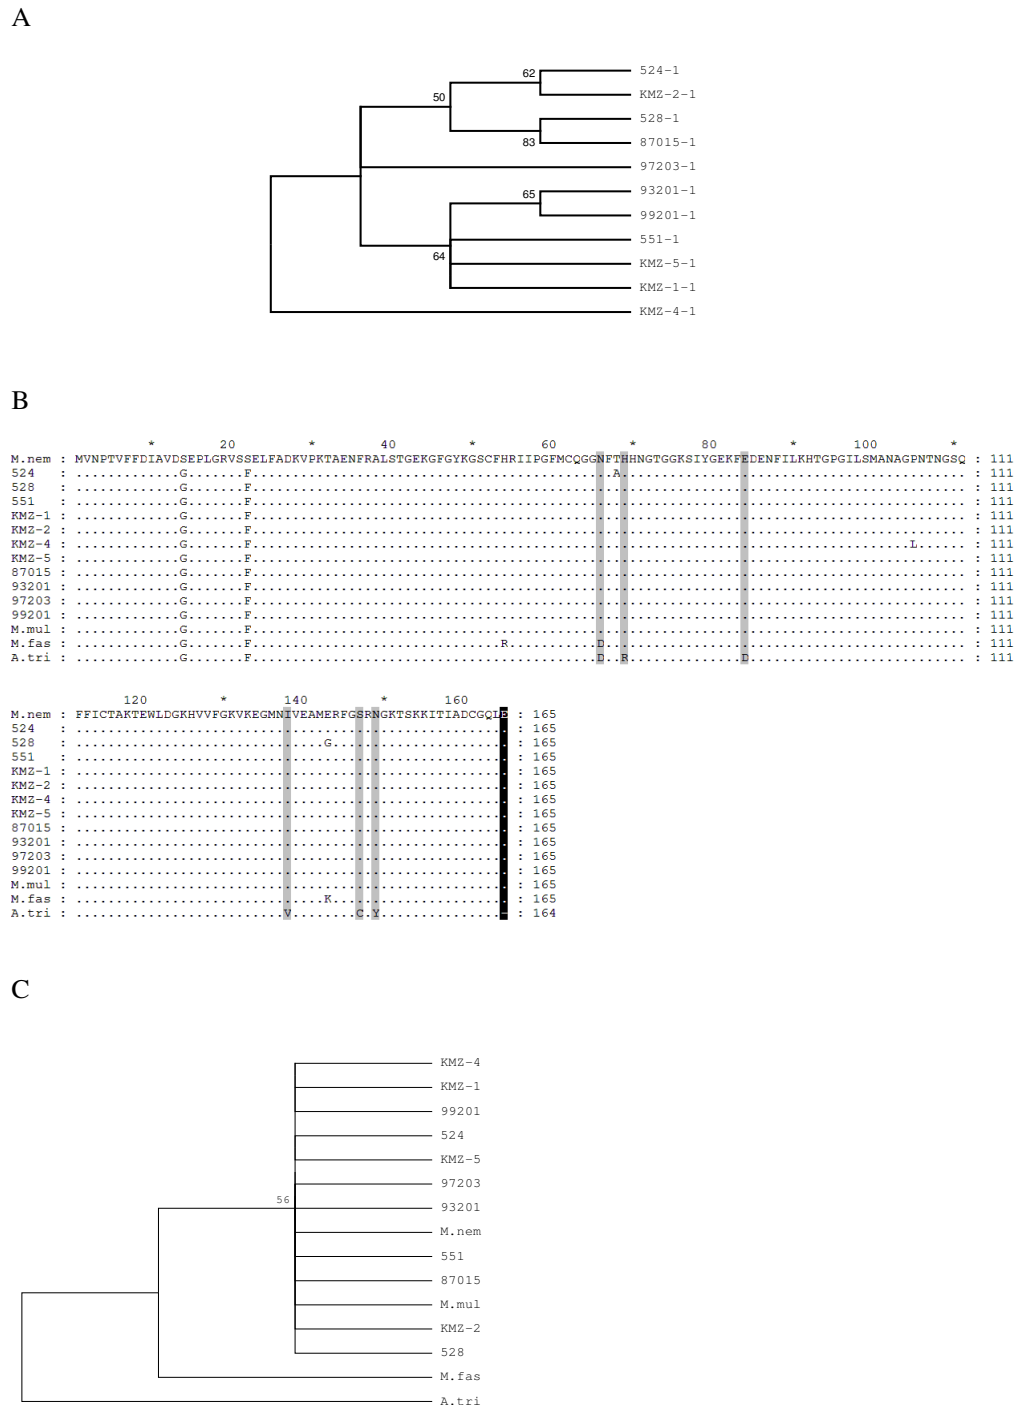 A
524-1
62
KMZ-2-1
50
528-1
87015-1
83
97203-1
93201-1
65
99201-1
551-1
64
KMZ-5-1
KMZ-1-1
KMZ-4-1
B
* 20 * 40 * 60 * 80 * 100 *
M.nem : MVNPTVFFDIAVDSEPLGRVSSELFADKVPKTAENFRALSTGEKGFGYKGSCFHRIIPGFMCQGGNFTHHNGTGGKSIYGEKFEDENFILKHTGPGILSMANAGPNTNGSQ : 111
524 : .............G.......F.............................................A........................................... : 111
528 : .............G.......F......................................................................................... : 111
551 : .............G.......F......................................................................................... : 111
KMZ-1 : .............G.......F......................................................................................... : 111
KMZ-2 : .............G.......F......................................................................................... : 111
KMZ-4 : .............G.......F..................................................................................L...... : 111
KMZ-5 : .............G.......F......................................................................................... : 111
87015 : .............G.......F......................................................................................... : 111
93201 : .............G.......F......................................................................................... : 111
97203 : .............G.......F......................................................................................... : 111
99201 : .............G.......F......................................................................................... : 111
M.mul : .............G.......F......................................................................................... : 111
M.fas : .............G.......F...............................R...........D............................................. : 111
A.tri : .............G.......F...........................................D..R..............D........................... : 111
120 * 140 * 160
M.nem : FFICTAKTEWLDGKHVVFGKVKEGMNIVEAMERFGSRNGKTSKKITIADCGQLE : 165
524 : ...................................................... : 165
528 : ...............................G...................... : 165
551 : ...................................................... : 165
KMZ-1 : ...................................................... : 165
KMZ-2 : ...................................................... : 165
KMZ-4 : ...................................................... : 165
KMZ-5 : ...................................................... : 165
87015 : ...................................................... : 165
93201 : ...................................................... : 165
97203 : ...................................................... : 165
99201 : ...................................................... : 165
M.mul : ...................................................... : 165
M.fas : ...............................K...................... : 165
A.tri : ..........................V........C.Y...............- : 164
C
KMZ-4
KMZ-1
99201
524
KMZ-5
97203
56
93201
M.nem
551
87015
M.mul
KMZ-2
528
M.fas
A.tri